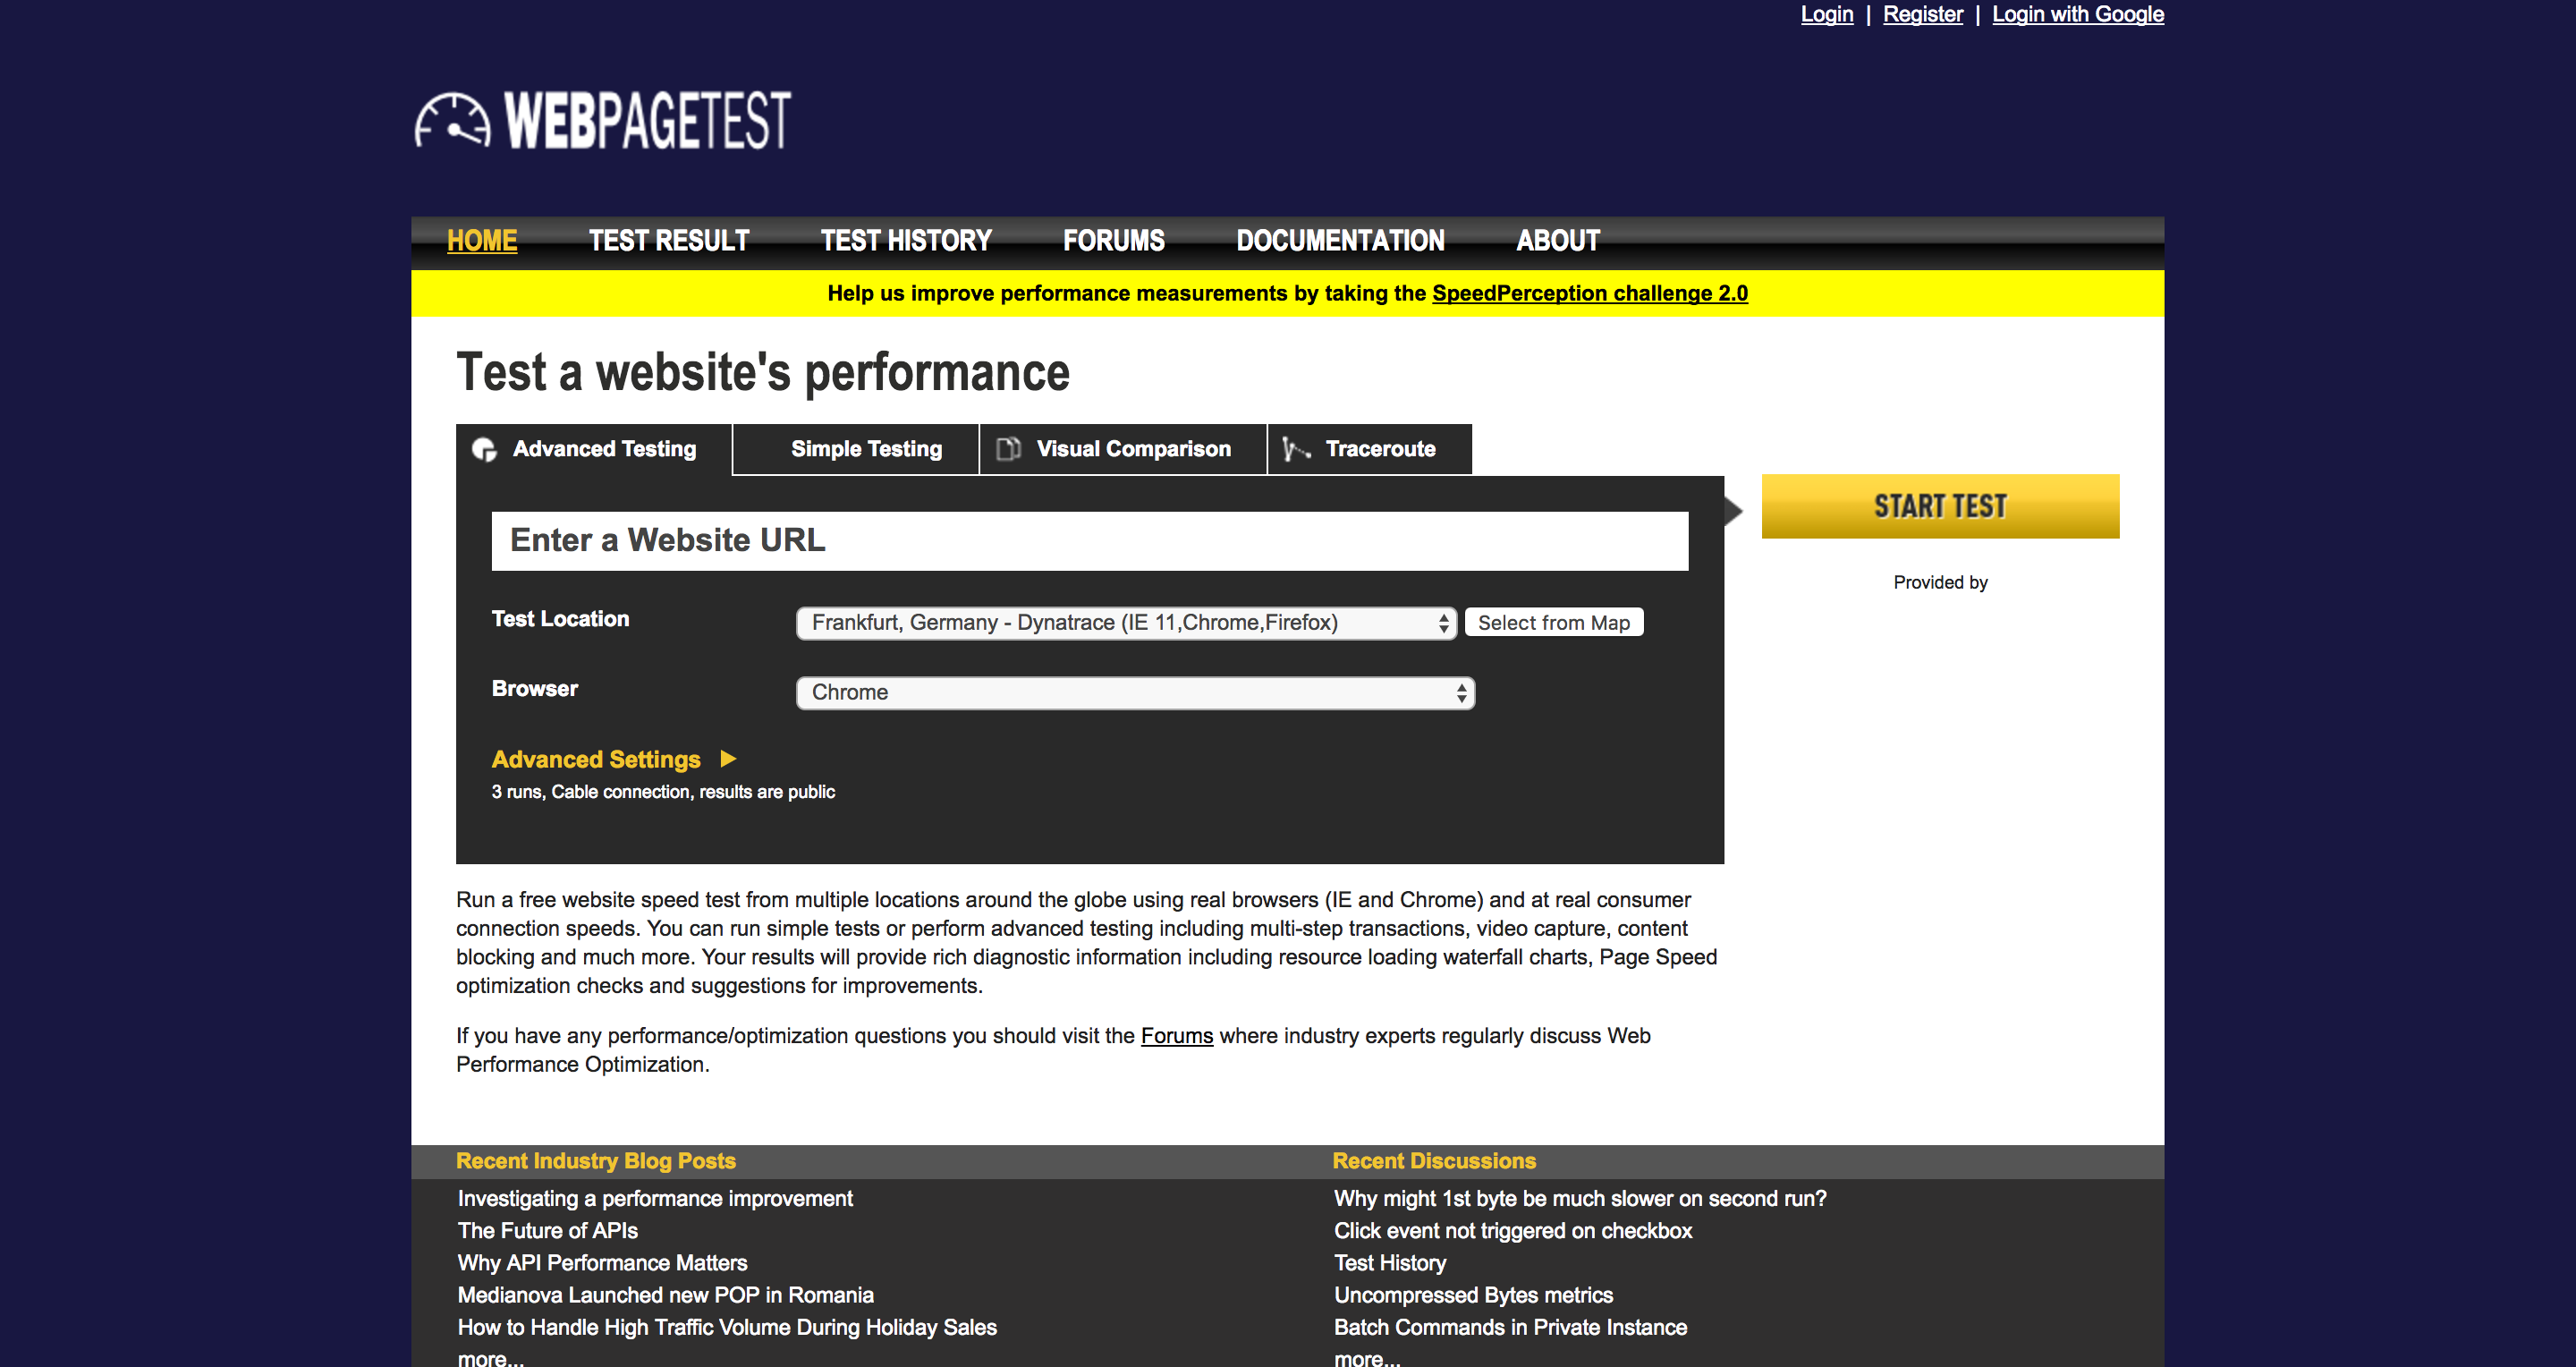 Login | Register | Login with Google
WEBPAGETEST
HOME TEST RESULT TEST HISTORY FORUMS DOCUMENTATION ABOUT
Help us improve performance measurements by taking the SpeedPerception challenge 2.0
Test a website's performance
Advanced Testing Simple Testing Visual Comparison Traceroute
START TEST
Enter a Website URL
Provided by
Test Location Frankfurt, Germany - Dynatrace (IE 11,Chrome,Firefox) Select from Map
Browser Chrome
Advanced Settings
3 runs, Cable connection, results are public
Run a free website speed test from multiple locations around the globe using real browsers (IE and Chrome) and at real consumer
connection speeds. You can run simple tests or perform advanced testing including multi-step transactions, video capture, content
blocking and much more. Your results will provide rich diagnostic information including resource loading waterfall charts, Page Speed
optimization checks and suggestions for improvements.
If you have any performance/optimization questions you should visit the Forums where industry experts regularly discuss Web
Performance Optimization.
Recent Industry Blog Posts
Investigating a performance improvement
The Future of APIs
Why API Performance Matters
Medianova Launched new POP in Romania
How to Handle High Traffic Volume During Holiday Sales
more...
Recent Discussions
Why might 1st byte be much slower on second run?
Click event not triggered on checkbox
Test History
Uncompressed Bytes metrics
Batch Commands in Private Instance
more...